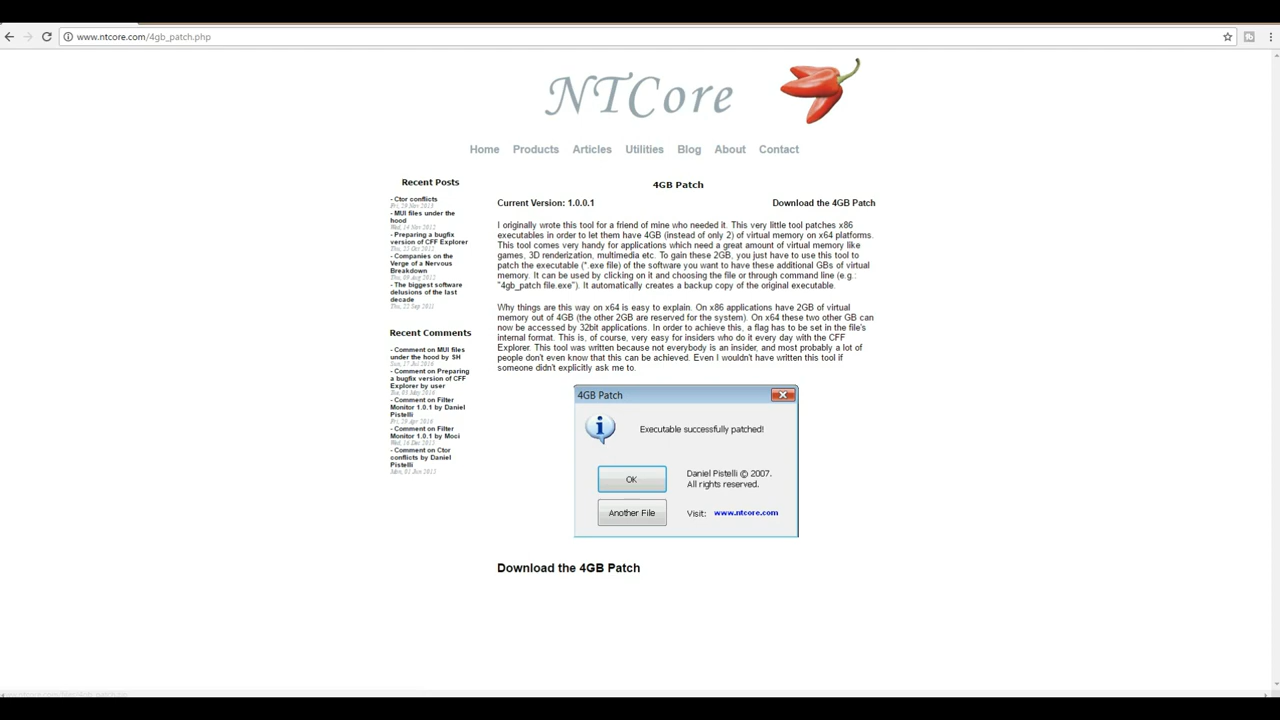 www.ntcore.com/4gb_patch.php
NTCore
Home Products Articles Utilities Blog About Contact
Recent Posts
- Ctor conflicts
- MUI files under the
hood
- Preparing a bugfix
version of CFF Explorer
- Companies on the
Verge of a Nervous
Breakdown
- The biggest software
delusions of the last
decade
Recent Comments
- Comment on MUI files
under the hood by SH
- Comment on Preparing
a bugfix version of CFF
Explorer by user
- Comment on Filter
Monitor 1.0.1 by Daniel
Pistelli
- Comment on Filter
Monitor 1.0.1 by Moci
- Comment on Ctor
conflicts by Daniel
Pistelli
4GB Patch
Current Version: 1.0.0.1 Download the 4GB Patch
I originally wrote this tool for a friend of mine who needed it. This very little tool patches x86
executables in order to let them have 4GB (instead of only 2) of virtual memory on x64 platforms.
This tool comes very handy for applications which need a great amount of virtual memory like
games, 3D renderization, multimedia etc. To gain these 2GB, you just have to use this tool to
patch the executable (*.exe file) of the software you want to have these additional GBs of virtual
memory. It can be used by clicking on it and choosing the file or through command line (e.g.:
"4gb_patch file.exe"). It automatically creates a backup copy of the original executable.
Why things are this way on x64 is easy to explain. On x86 applications have 2GB of virtual
memory out of 4GB (the other 2GB are reserved for the system). On x64 these two other GB can
now be accessed by 32bit applications. In order to achieve this, a flag has to be set in the file's
internal format. This is, of course, very easy for insiders who do it every day with the CFF
Explorer. This tool was written because not everybody is an insider, and most probably a lot of
people don't even know that this can be achieved. Even I wouldn't have written this tool if
someone didn't explicitly ask me to.
4GB Patch
Executable successfully patched!
OK
Daniel Pistelli © 2007.
All rights reserved.
Another File
Visit: www.ntcore.com
Download the 4GB Patch